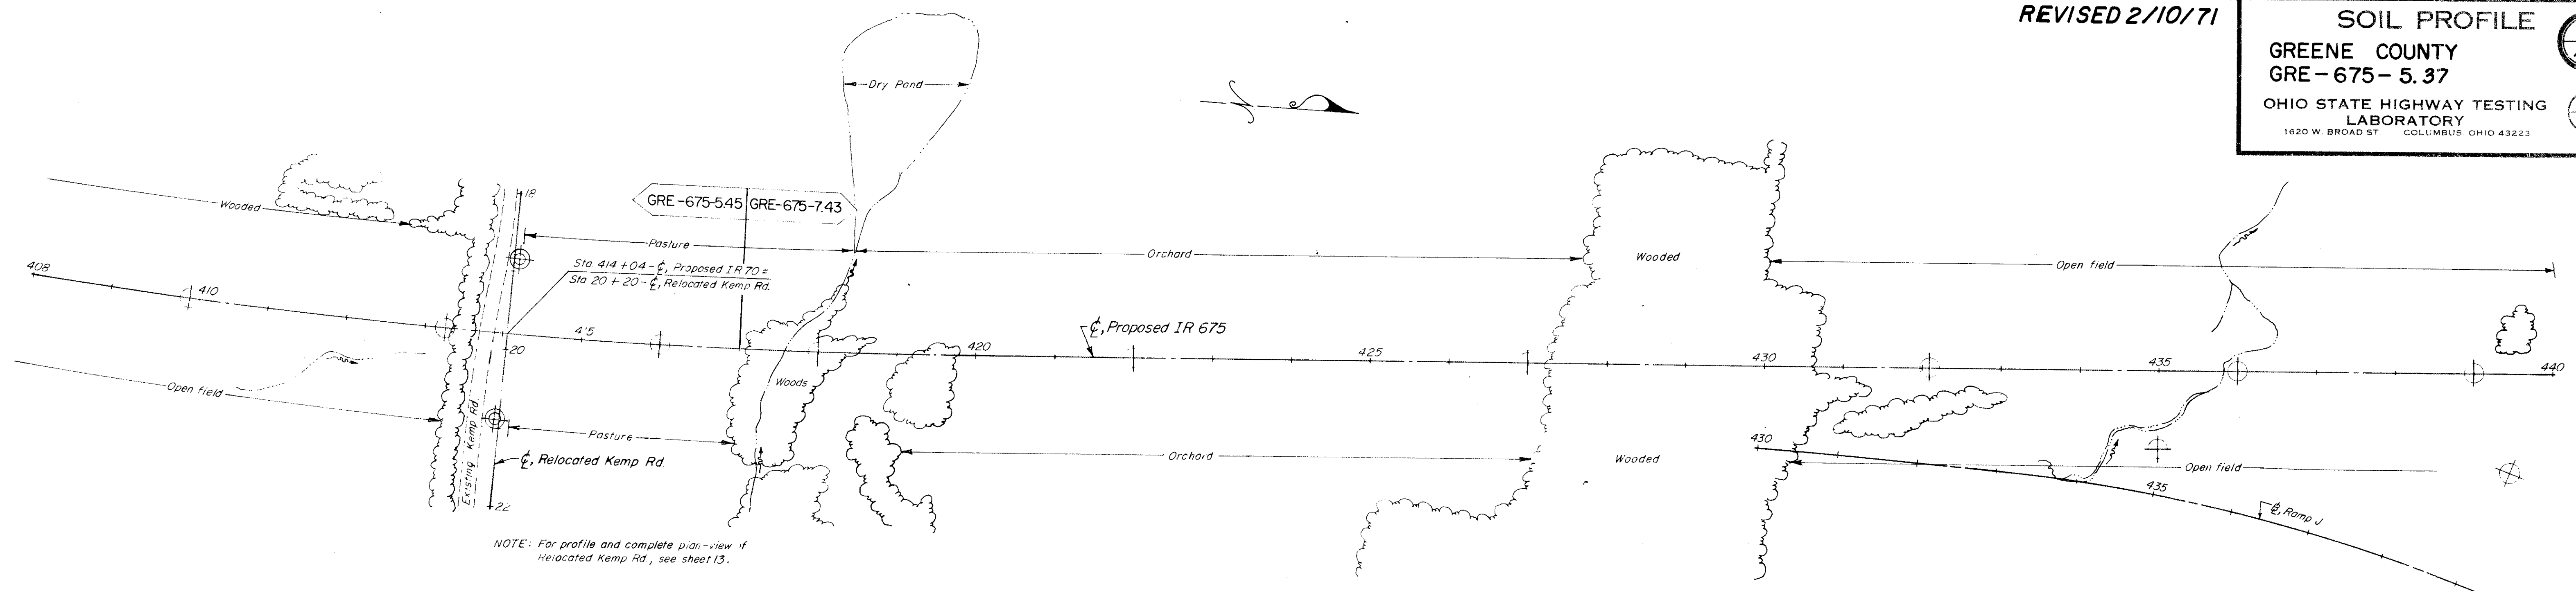 REVISED 2/10/71
SOIL PROFILE
GREENE COUNTY
GRE-675-5.37
OHIO STATE HIGHWAY TESTING
LABORATORY
1620 W. BROAD ST. COLUMBUS, OHIO 43223
Dry Pond
Wooded
18
GRE-675-5.45 GRE-675-7.43
Pasture
Orchard
Wooded
Open field
Sta. 414+04-℄, Proposed IR 70 =
Sta. 20+20-℄, Relocated Kemp Rd.
408
410
20
415
420
℄, Proposed IR 675
425
430
435
440
Open field
Woods
Existing Kemp Rd.
Pasture
℄, Relocated Kemp Rd.
22
Orchard
Wooded
430
Open field
435
℄, Ramp J
NOTE: For profile and complete plan-view of
Relocated Kemp Rd, see sheet 13.